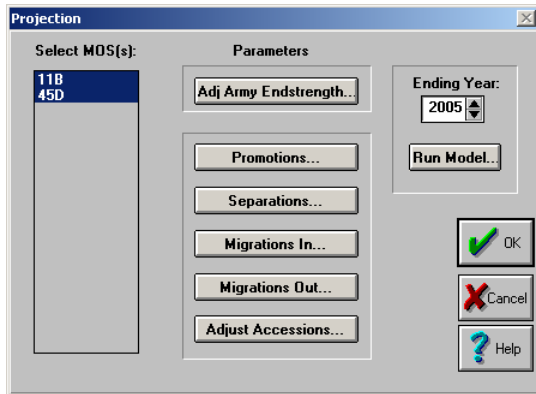 Projection
Select MOS(s):
11B
45D
Parameters
Adj Army Endstrength...
Promotions...
Separations...
Migrations In...
Migrations Out...
Adjust Accessions...
Ending Year:
2005
Run Model...
OK
Cancel
Help